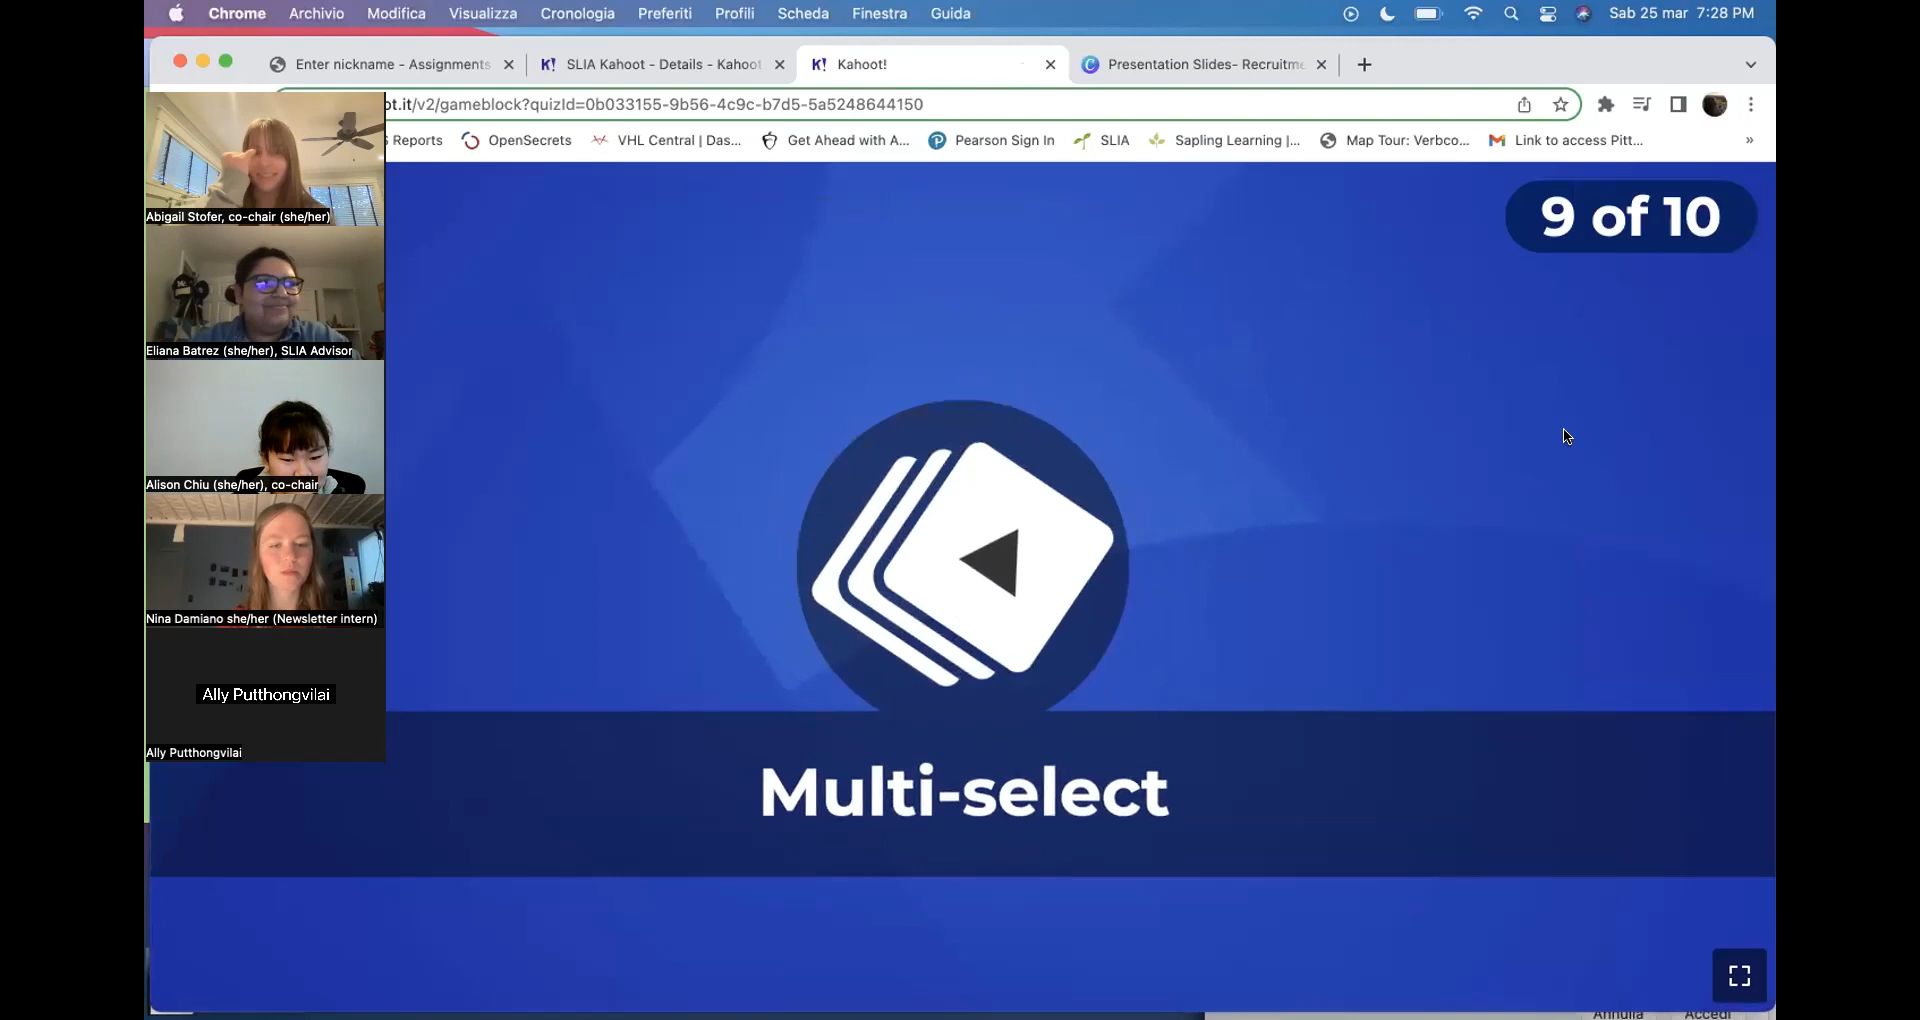 Chrome Archivio Modifica Visualizza Cronologia Preferiti Profili Scheda Finestra Guida Sab 25 mar 7:28 PM
Enter nickname - Assignments K! SLIA Kahoot - Details - Kahoot K! Kahoot! Presentation Slides- Recruitme
ot.it/v2/gameblock?quizId=0b033155-9b56-4c9c-b7d5-5a5248644150
Reports OpenSecrets VHL Central | Das... Get Ahead with A... Pearson Sign In SLIA Sapling Learning |... Map Tour: Verbco... Link to access Pitt... »
9 of 10
Abigail Stofer, co-chair (she/her)
Eliana Batrez (she/her), SLIA Advisor
Alison Chiu (she/her), co-chair
Nina Damiano she/her (Newsletter intern)
Ally Putthongvilai
Ally Putthongvilai
Multi-select
Annulla Accedi